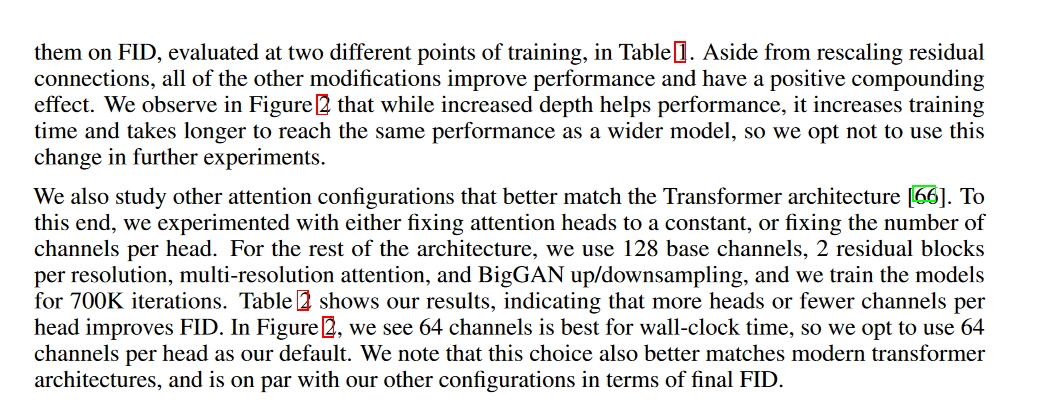 them on FID, evaluated at two different points of training, in Table 1. Aside from rescaling residual
connections, all of the other modifications improve performance and have a positive compounding
effect. We observe in Figure 2 that while increased depth helps performance, it increases training
time and takes longer to reach the same performance as a wider model, so we opt not to use this
change in further experiments.
We also study other attention configurations that better match the Transformer architecture [66]. To
this end, we experimented with either fixing attention heads to a constant, or fixing the number of
channels per head. For the rest of the architecture, we use 128 base channels, 2 residual blocks
per resolution, multi-resolution attention, and BigGAN up/downsampling, and we train the models
for 700K iterations. Table 2 shows our results, indicating that more heads or fewer channels per
head improves FID. In Figure 2, we see 64 channels is best for wall-clock time, so we opt to use 64
channels per head as our default. We note that this choice also better matches modern transformer
architectures, and is on par with our other configurations in terms of final FID.